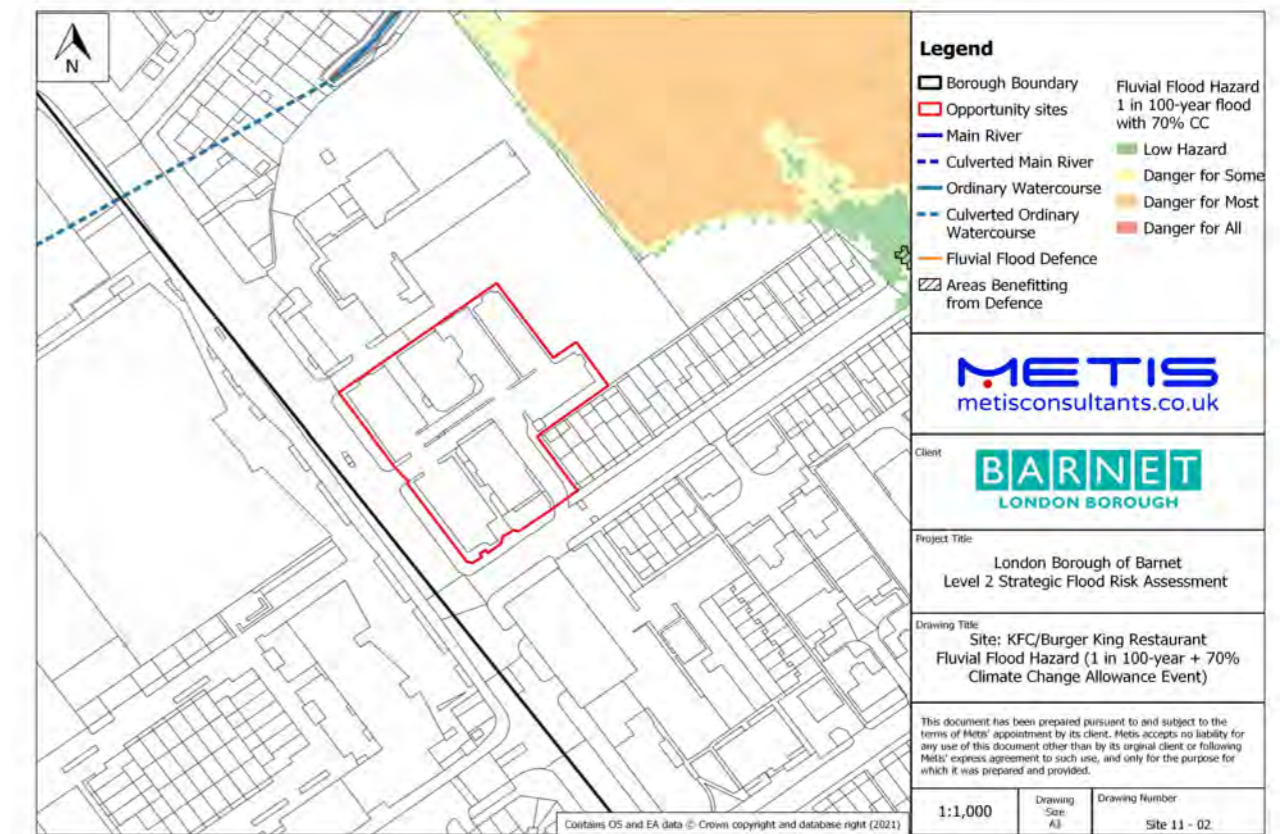 N
Legend
Borough Boundary
Opportunity sites
Main River
Culverted Main River
Ordinary Watercourse
Culverted Ordinary
Watercourse
Fluvial Flood Defence
Areas Benefitting
from Defence
Fluvial Flood Hazard
1 in 100-year flood
with 70% CC
Low Hazard
Danger for Some
Danger for Most
Danger for All
METIS
metisconsultants.co.uk
Client
BARNET
LONDON BOROUGH
Project Title
London Borough of Barnet
Level 2 Strategic Flood Risk Assessment
Drawing Title
Site: KFC/Burger King Restaurant
Fluvial Flood Hazard (1 in 100-year + 70%
Climate Change Allowance Event)
This document has been prepared pursuant to and subject to the
terms of Metis' appointment by its client. Metis accepts no liability for
any use of this document other than by its orginal client or following
Metis' express agreement to such use, and only for the purpose for
which it was prepared and provided.
1:1,000
Drawing
Size
A3
Drawing Number
Site 11 - 02
Contains OS and EA data © Crown copyright and database right (2021)